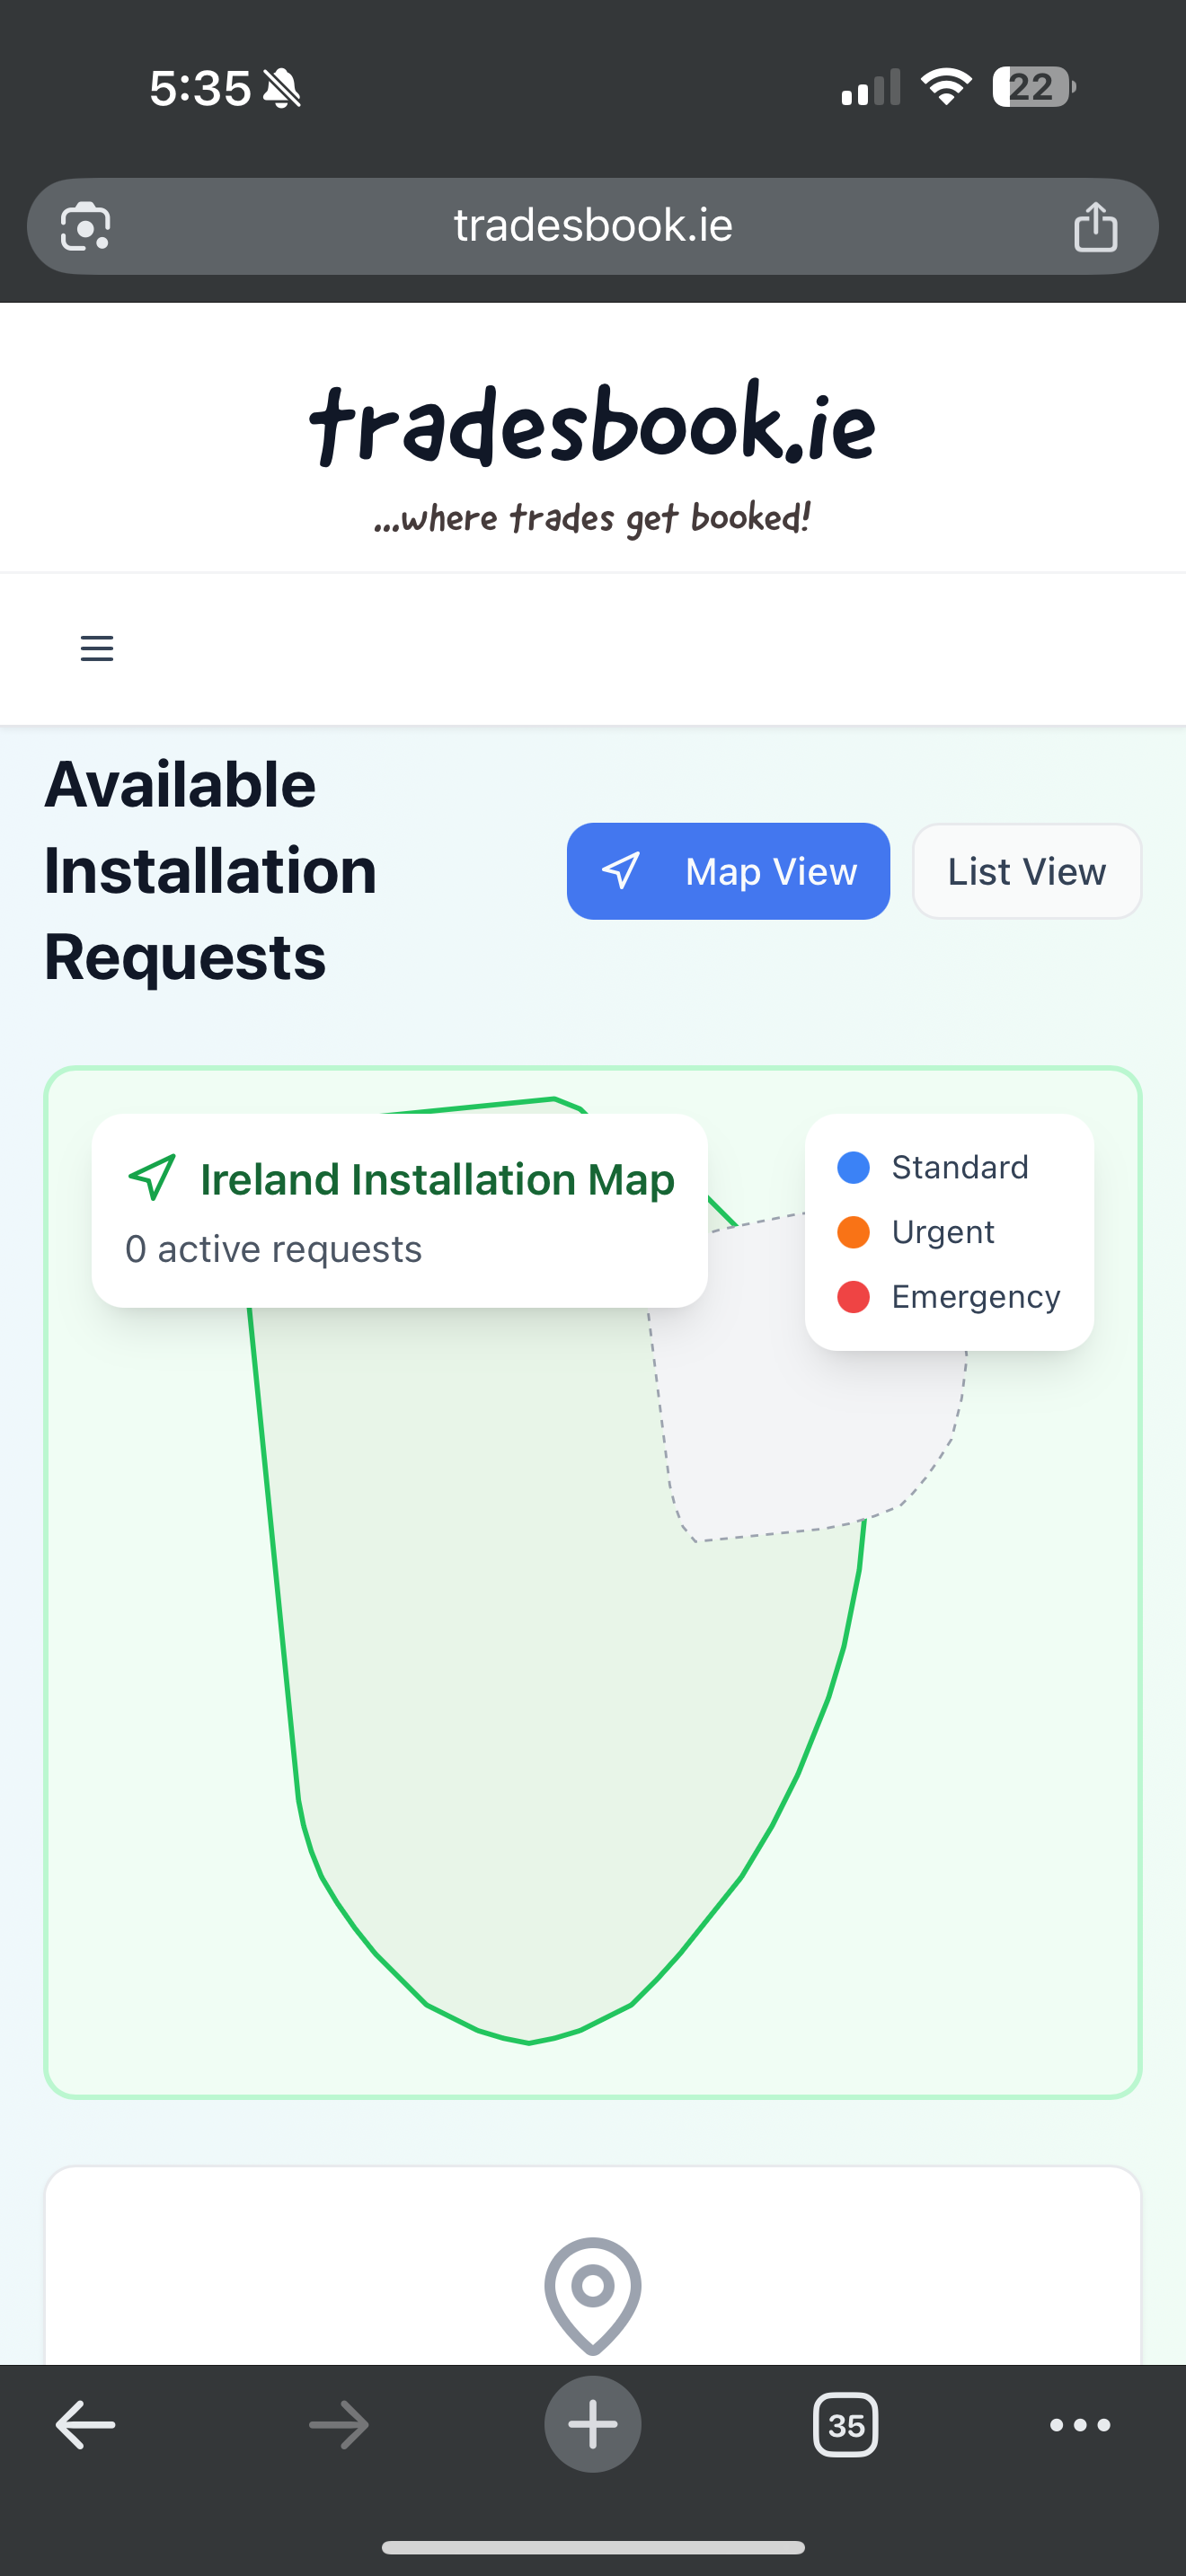 5:35
22
tradesbook.ie
tradesbook.ie
...where trades get booked!
Available
Installation
Requests
Map View
List View
Ireland Installation Map
0 active requests
Standard
Urgent
Emergency
35